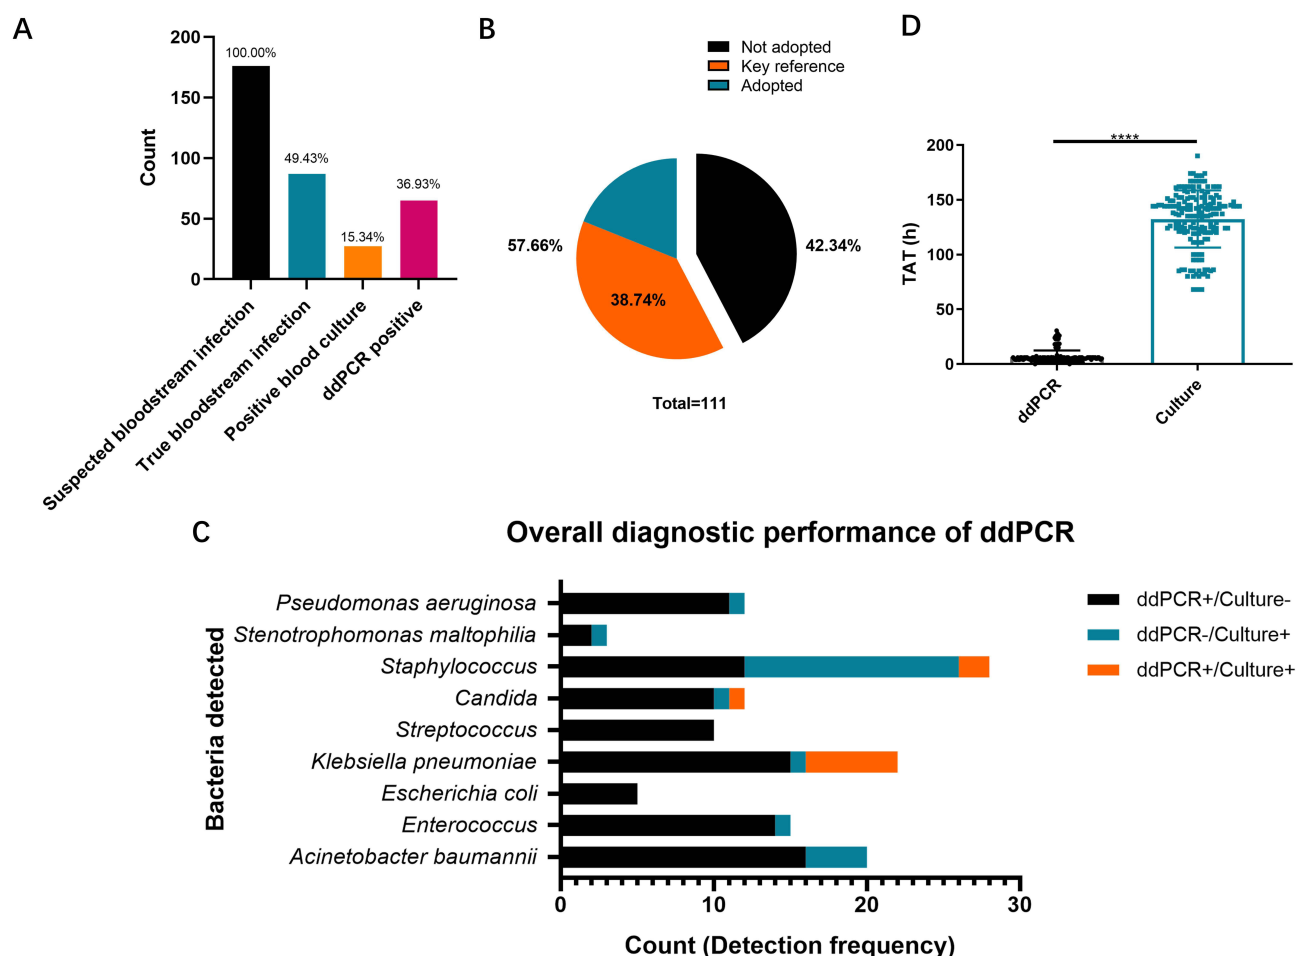 A
200
150
100
50
0
Count
100.00%
49.43%
15.34%
36.93%
Suspected bloodstream infection
True bloodstream infection
Positive blood culture
ddPCR positive
B
Not adopted
Key reference
Adopted
57.66%
42.34%
38.74%
Total=111
D
****
200
150
100
50
0
TAT (h)
ddPCR
Culture
C
Overall diagnostic performance of ddPCR
Bacteria detected
Pseudomonas aeruginosa
Stenotrophomonas maltophilia
Staphylococcus
Candida
Streptococcus
Klebsiella pneumoniae
Escherichia coli
Enterococcus
Acinetobacter baumannii
0 10 20 30
Count (Detection frequency)
ddPCR+/Culture-
ddPCR-/Culture+
ddPCR+/Culture+